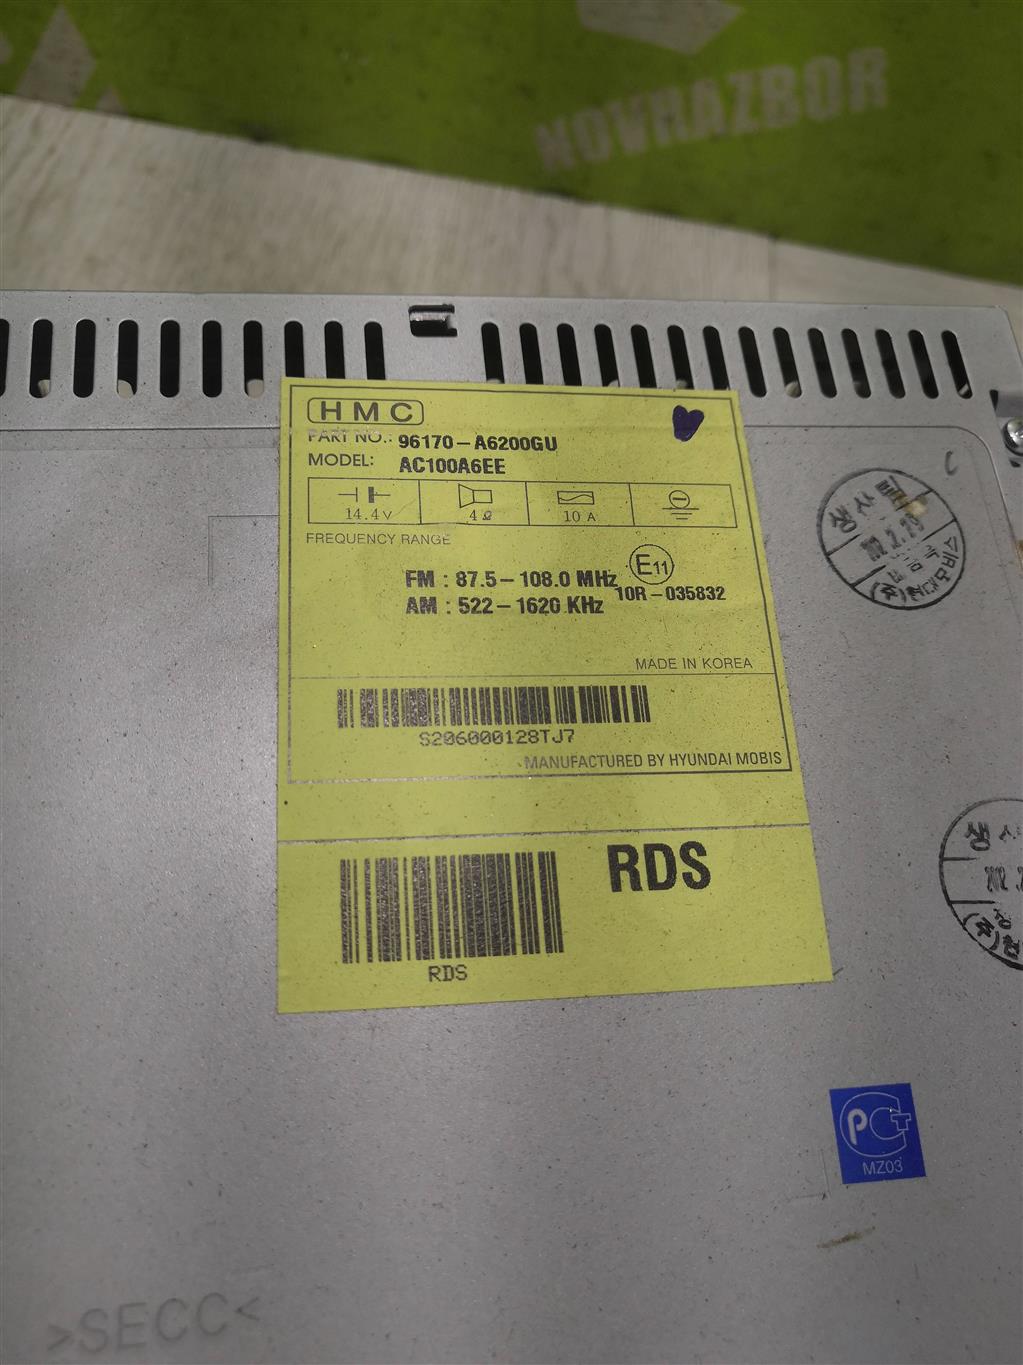 NOVRAZBOR
HMC
PART NO.: 96170-A6200GU
MODEL: AC100A6EE
14.4V 4Ω 10A
FREQUENCY RANGE
FM : 87.5-108.0 MHz E11
AM : 522-1620 KHz 10R-035832
MADE IN KOREA
S206000128TJ7
MANUFACTURED BY HYUNDAI MOBIS
RDS
RDS
PCT
MZ03
>SECC<